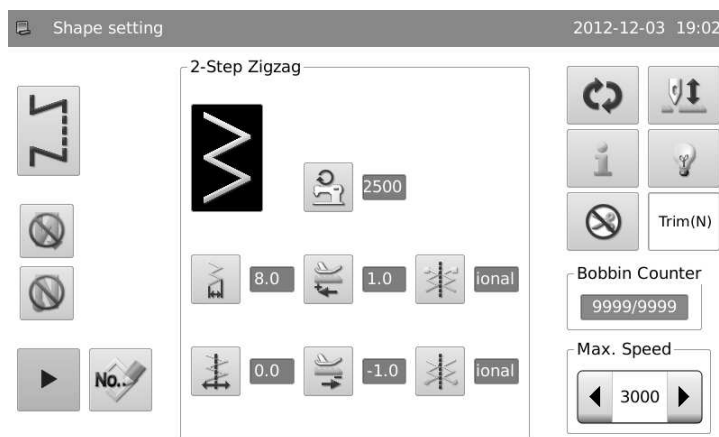 Shape setting
2012-12-03 19:02
2-Step Zigzag
2500
8.0
1.0
ional
0.0
-1.0
ional
No.
Trim(N)
Bobbin Counter
9999/9999
Max. Speed
3000